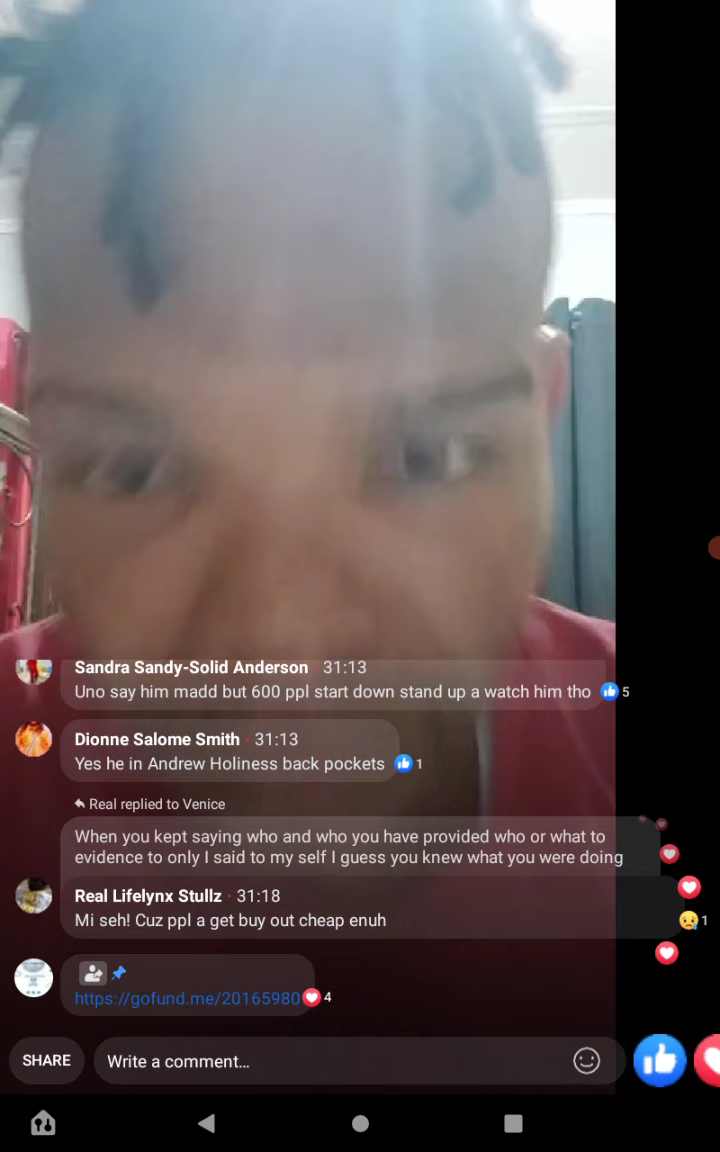 Sandra Sandy-Solid Anderson · 31:13
Uno say him madd but 600 ppl start down stand up a watch him tho 5
Dionne Salome Smith · 31:13
Yes he in Andrew Holiness back pockets 1
Real replied to Venice
When you kept saying who and who you have provided who or what to
evidence to only I said to my self I guess you knew what you were doing
Real Lifelynx Stullz · 31:18
Mi seh! Cuz ppl a get buy out cheap enuh 1
https://gofund.me/20165980 4
SHARE Write a comment...